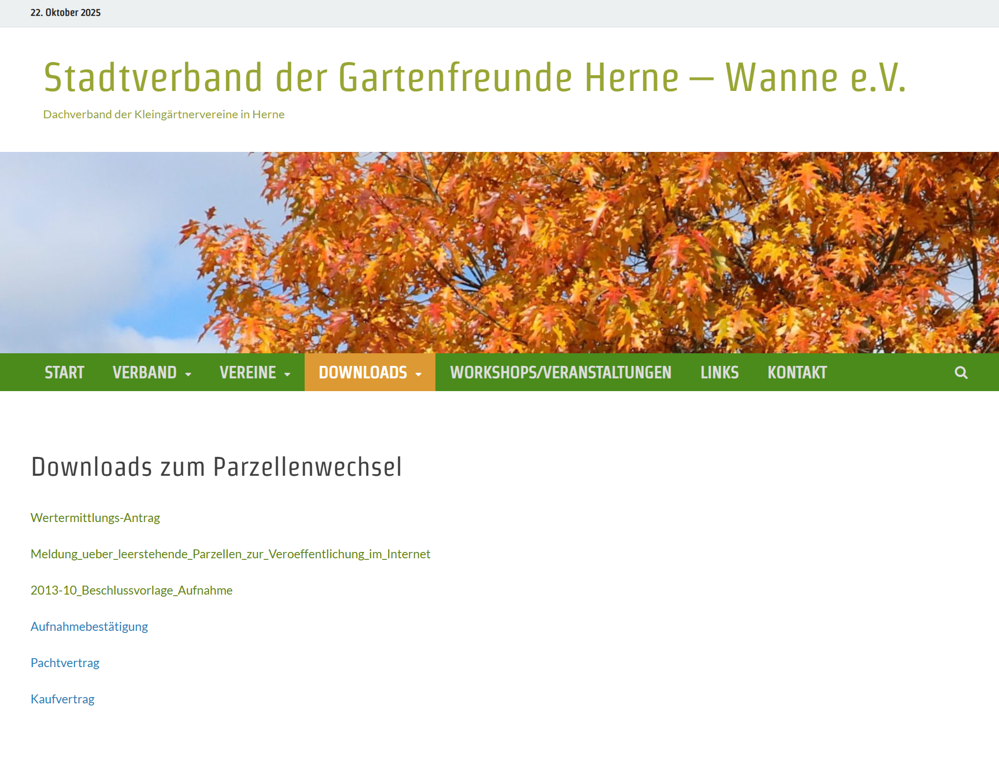 22. Oktober 2025
Stadtverband der Gartenfreunde Herne – Wanne e.V.
Dachverband der Kleingärtnervereine in Herne
START VERBAND VEREINE DOWNLOADS WORKSHOPS/VERANSTALTUNGEN LINKS KONTAKT
Downloads zum Parzellenwechsel
Wertermittlungs-Antrag
Meldung_ueber_leerstehende_Parzellen_zur_Veroeffentlichung_im_Internet
2013-10_Beschlussvorlage_Aufnahme
Aufnahmebestätigung
Pachtvertrag
Kaufvertrag